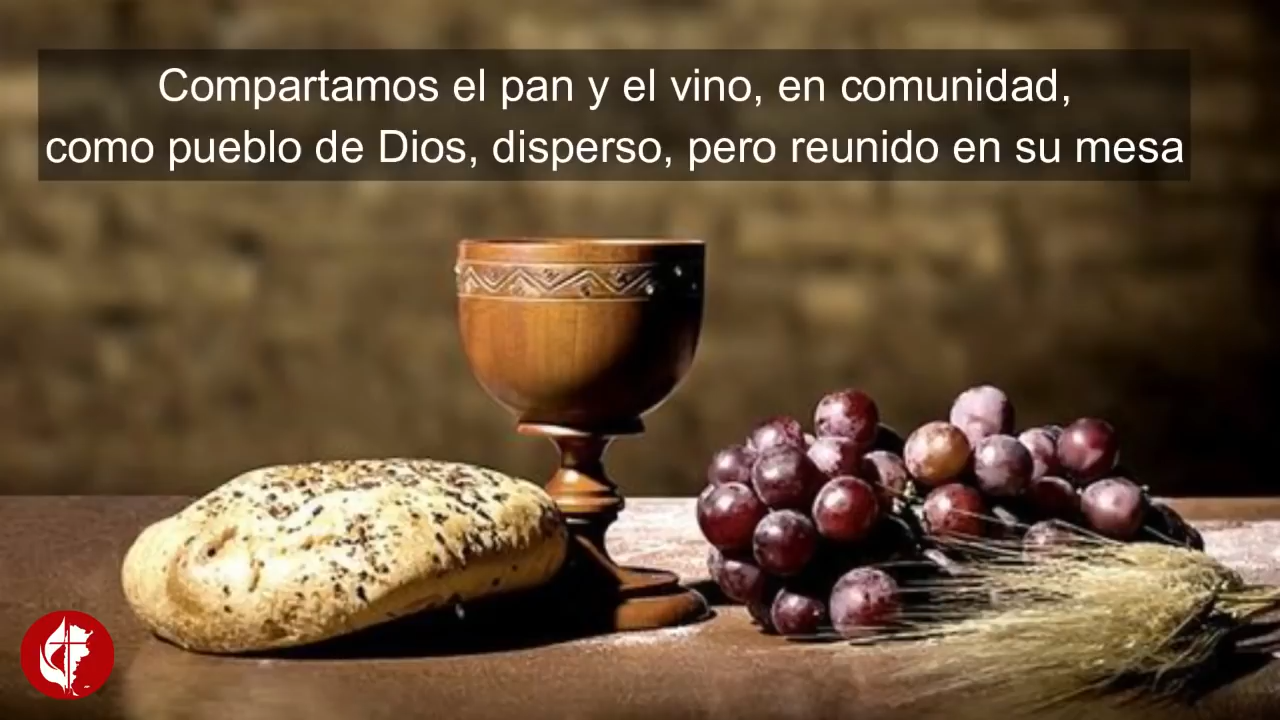 Compartamos el pan y el vino, en comunidad,
como pueblo de Dios, disperso, pero reunido en su mesa